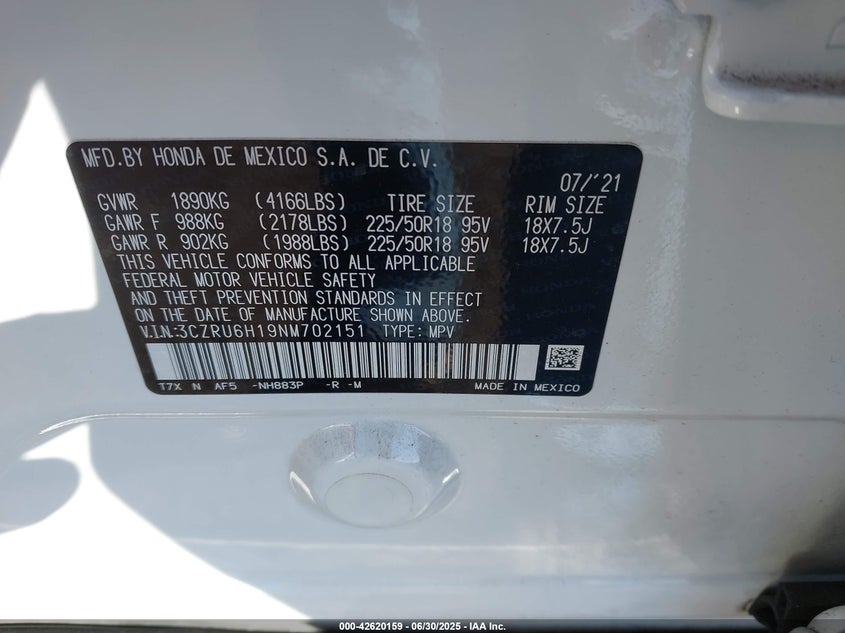 MFD.BY HONDA DE MEXICO S.A. DE C.V.
07/'21
GVWR 1890KG (4166LBS) TIRE SIZE RIM SIZE
GAWR F 988KG (2178LBS) 225/50R18 95V 18X7.5J
GAWR R 902KG (1988LBS) 225/50R18 95V 18X7.5J
THIS VEHICLE CONFORMS TO ALL APPLICABLE
FEDERAL MOTOR VEHICLE SAFETY
AND THEFT PREVENTION STANDARDS IN EFFECT
ON THE DATE OF MANUFACTURE SHOWN ABOVE.
V.I.N:3CZRU6H19NM702151 TYPE: MPV
T7X N AF5 -NH883P -R -M MADE IN MEXICO
000-42620159 - 06/30/2025 - IAA Inc.